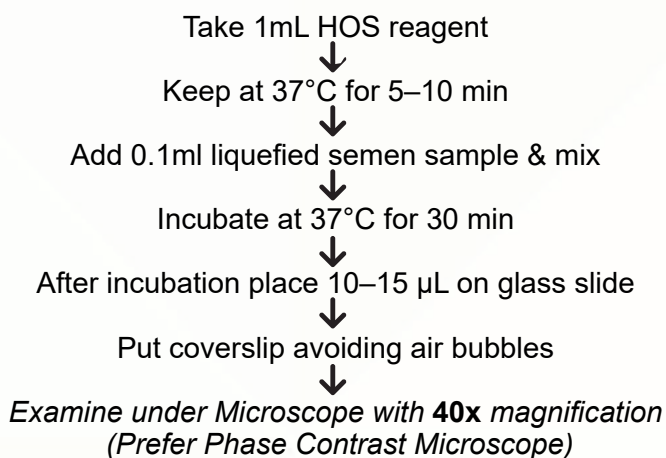 Take 1mL HOS reagent
Keep at 37°C for 5–10 min
Add 0.1ml liquefied semen sample & mix
Incubate at 37°C for 30 min
After incubation place 10–15 µL on glass slide
Put coverslip avoiding air bubbles
Examine under Microscope with 40x magnification
(Prefer Phase Contrast Microscope)